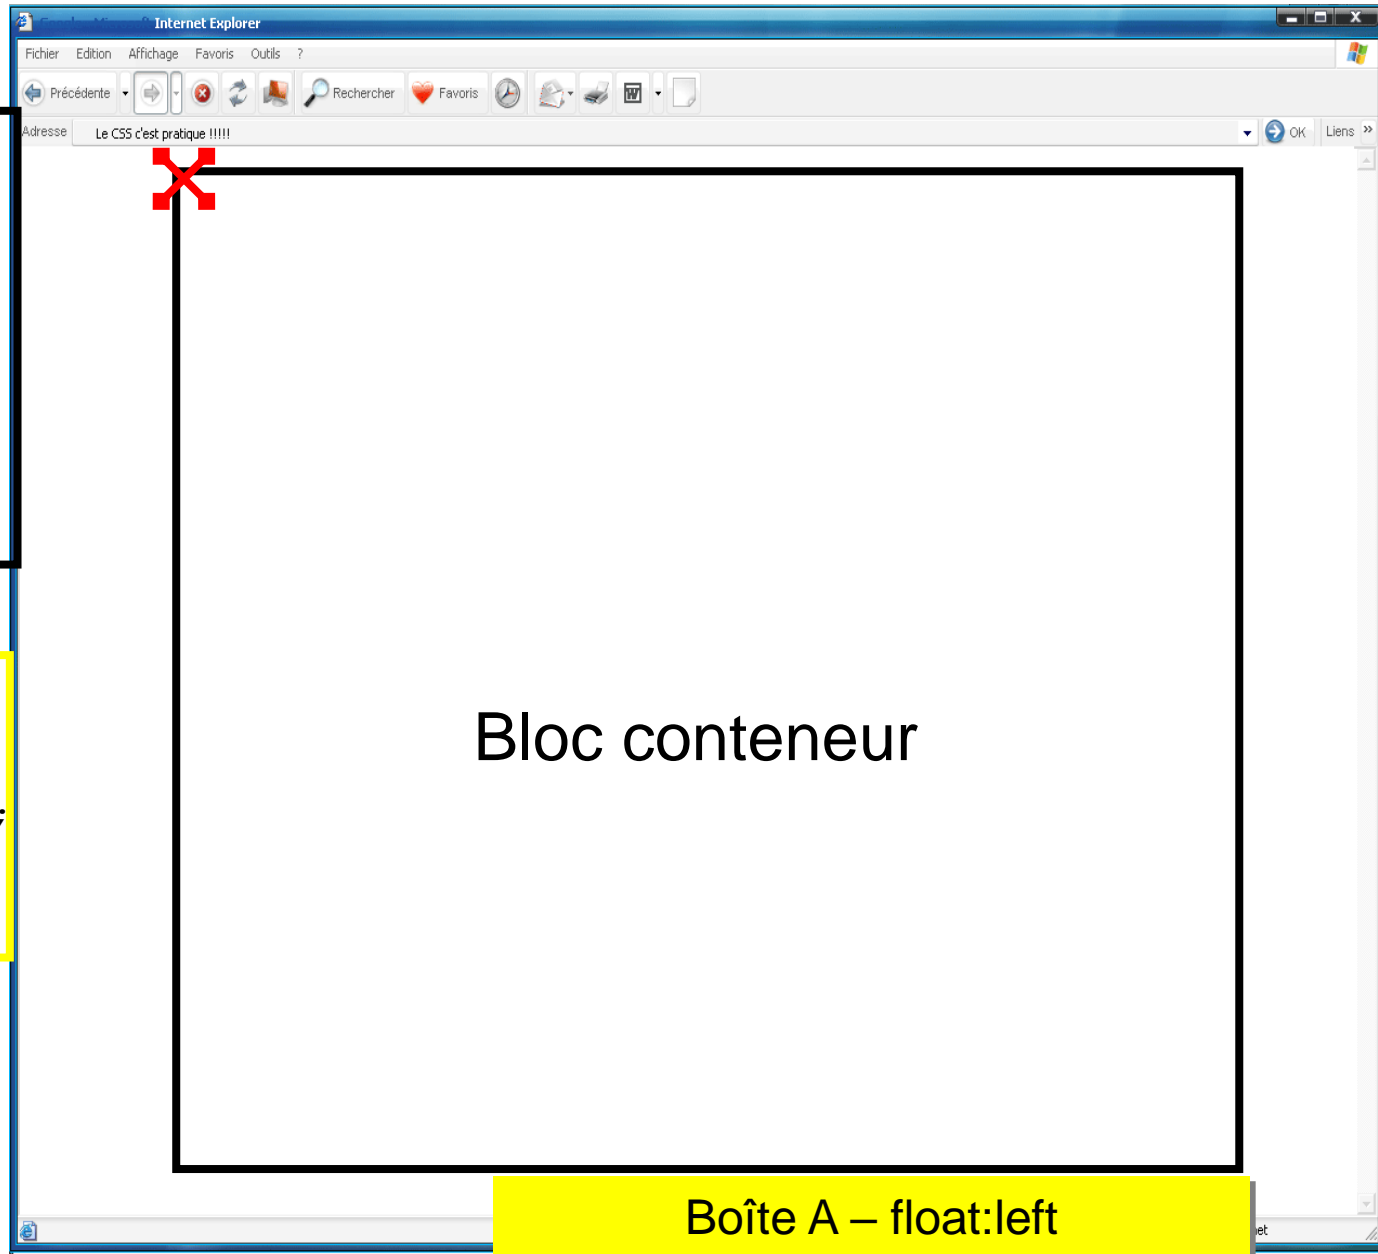 Internet Explorer
Fichier Edition Affichage Favoris Outils ?
Précédente Rechercher Favoris
Adresse Le CSS c'est pratique !!!!! OK Liens »
Bloc conteneur
;
Boîte A – float:left
et